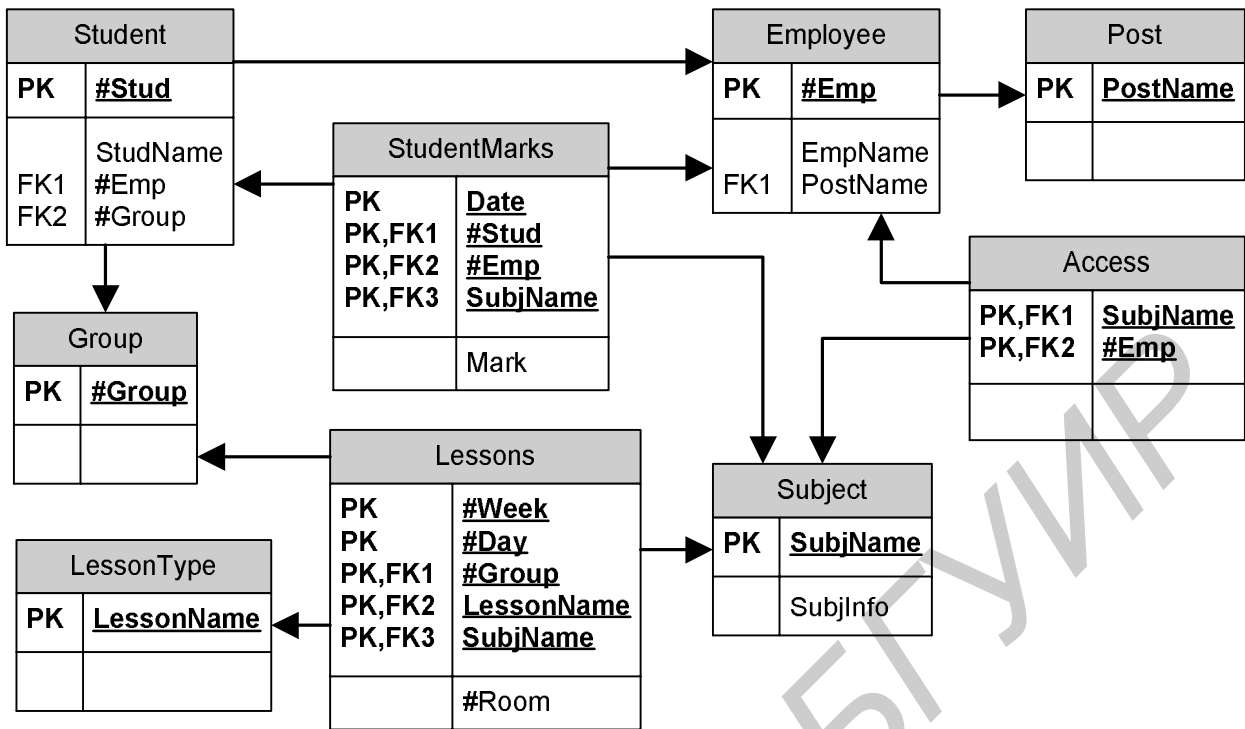 Student
PK #Stud
StudName
FK1 #Emp
FK2 #Group
Employee
PK #Emp
EmpName
FK1 PostName
Post
PK PostName
StudentMarks
PK Date
PK,FK1 #Stud
PK,FK2 #Emp
PK,FK3 SubjName
Mark
Access
PK,FK1 SubjName
PK,FK2 #Emp
Group
PK #Group
Lessons
PK #Week
PK #Day
PK,FK1 #Group
PK,FK2 LessonName
PK,FK3 SubjName
#Room
Subject
PK SubjName
SubjInfo
LessonType
PK LessonName
БГУИР